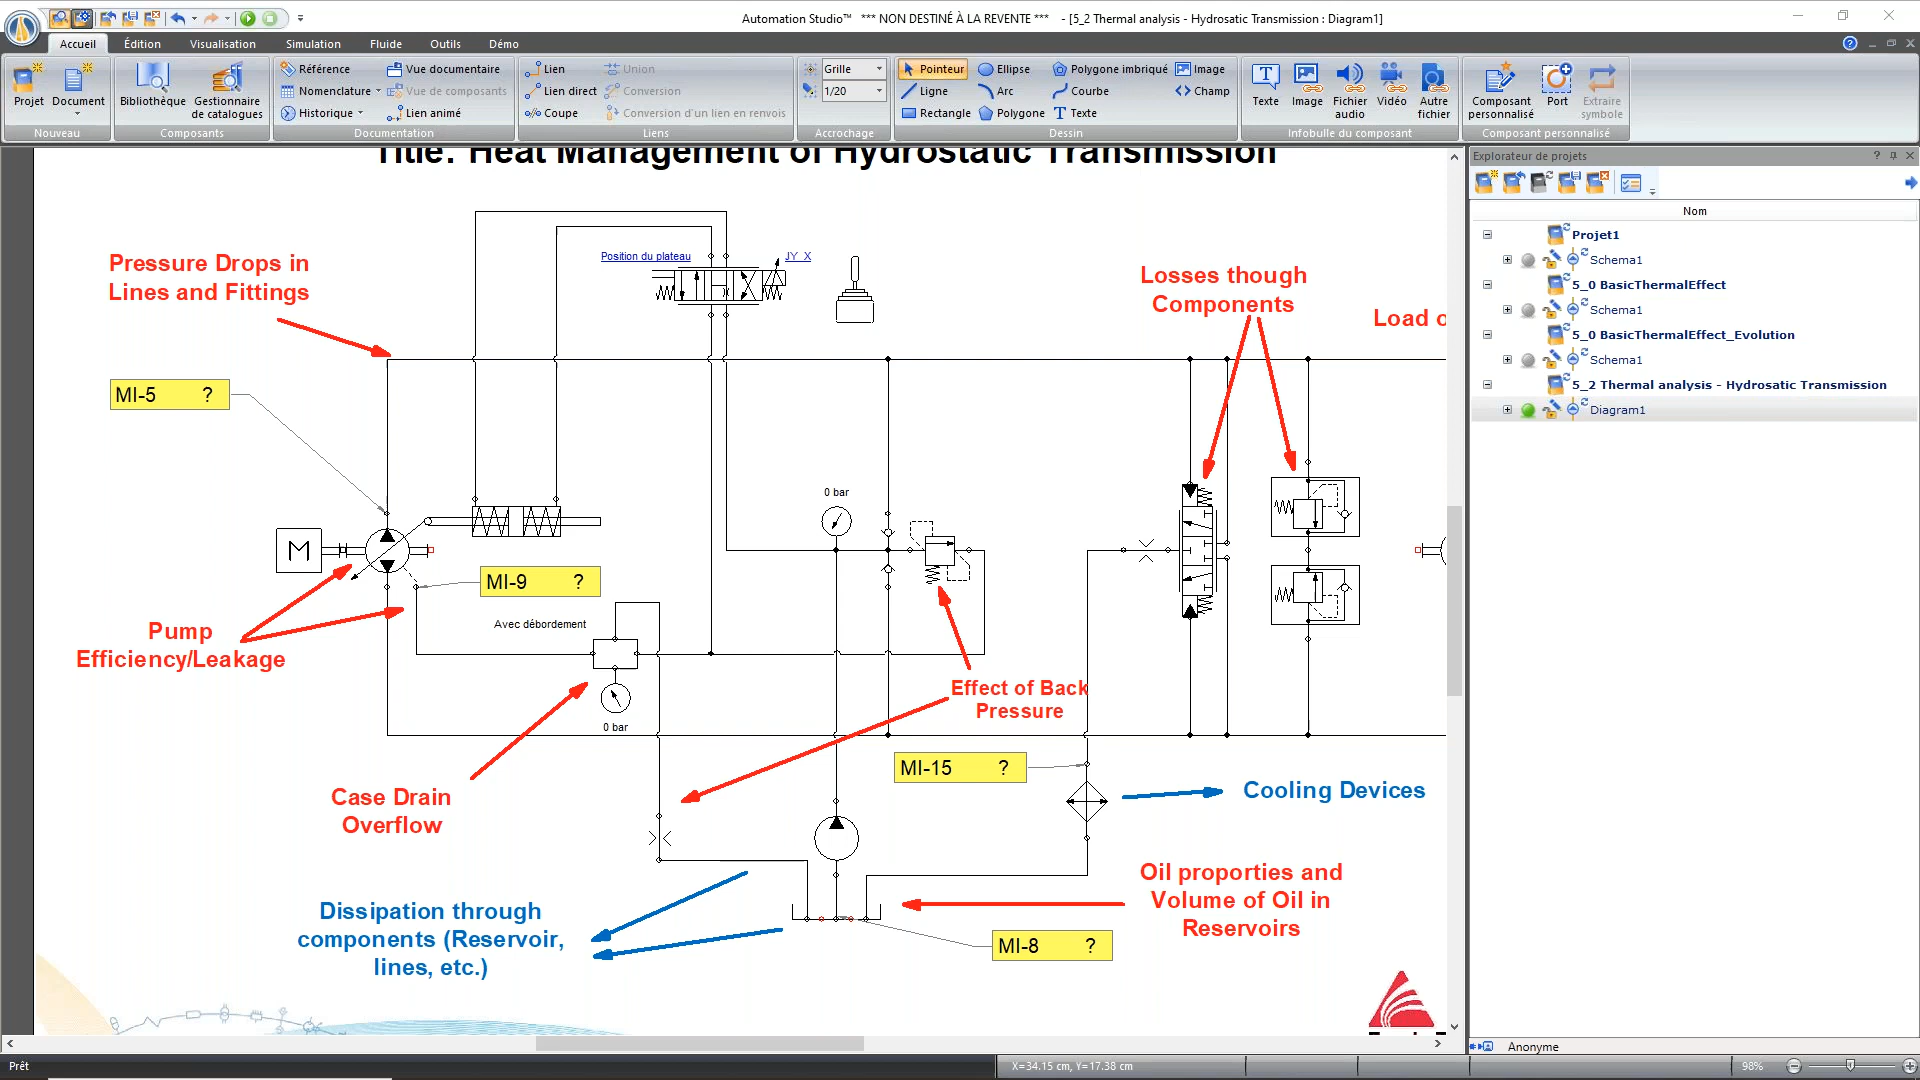 Automation Studio™ *** NON DESTINÉ À LA REVENTE *** - [5_2 Thermal analysis - Hydrosatic Transmission : Diagram1]
Accueil Édition Visualisation Simulation Fluide Outils Démo
Projet Document
Nouveau
Bibliothèque Gestionnaire de catalogues
Composants
Référence Vue documentaire
Nomenclature Vue de composants
Historique Lien animé
Documentation
Lien Union
Lien direct Conversion
Coupe Conversion d'un lien en renvois
Liens
Grille
1/20
Accrochage
Pointeur Ellipse Polygone imbriqué Image
Ligne Arc Courbe Champ
Rectangle Polygone Texte
Dessin
Texte Image Fichier audio Vidéo Autre fichier
Infobulle du composant
Composant personnalisé Port Extraire symbole
Composant personnalisé
Title: Heat Management of Hydrostatic Transmission
Pressure Drops in
Lines and Fittings
Position du plateau JY_X
Losses though
Components
Load o
MI-5 ?
0 bar
M
MI-9 ?
Avec débordement
Pump
Efficiency/Leakage
Effect of Back
Pressure
0 bar
MI-15 ?
Case Drain
Overflow
Cooling Devices
Oil proporties and
Volume of Oil in
Reservoirs
Dissipation through
components (Reservoir,
lines, etc.)
MI-8 ?
Explorateur de projets
Nom
Projet1
Schema1
5_0 BasicThermalEffect
Schema1
5_0 BasicThermalEffect_Evolution
Schema1
5_2 Thermal analysis - Hydrosatic Transmission
Diagram1
Anonyme
Prêt
X=34.15 cm, Y=17.38 cm
98%